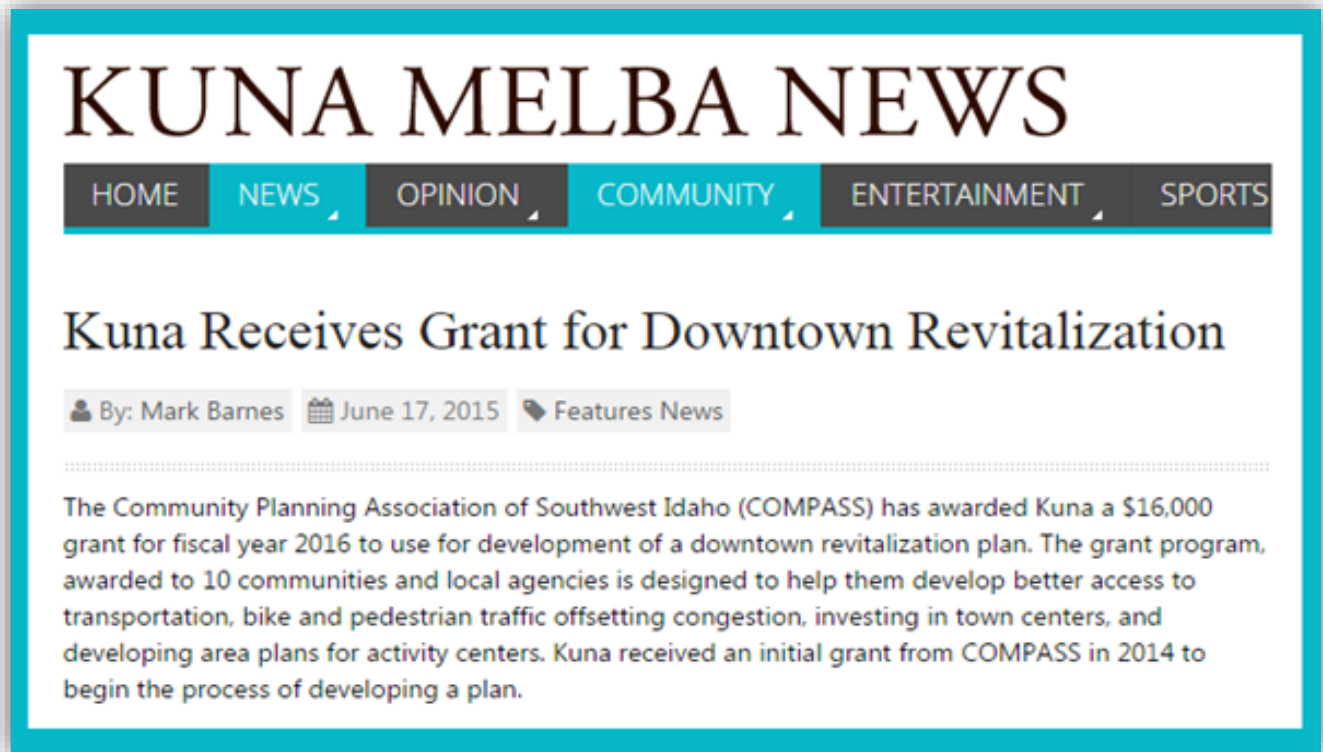 KUNA MELBA NEWS
HOME NEWS OPINION COMMUNITY ENTERTAINMENT SPORTS
Kuna Receives Grant for Downtown Revitalization
By: Mark Barnes June 17, 2015 Features News
The Community Planning Association of Southwest Idaho (COMPASS) has awarded Kuna a $16,000
grant for fiscal year 2016 to use for development of a downtown revitalization plan. The grant program,
awarded to 10 communities and local agencies is designed to help them develop better access to
transportation, bike and pedestrian traffic offsetting congestion, investing in town centers, and
developing area plans for activity centers. Kuna received an initial grant from COMPASS in 2014 to
begin the process of developing a plan.